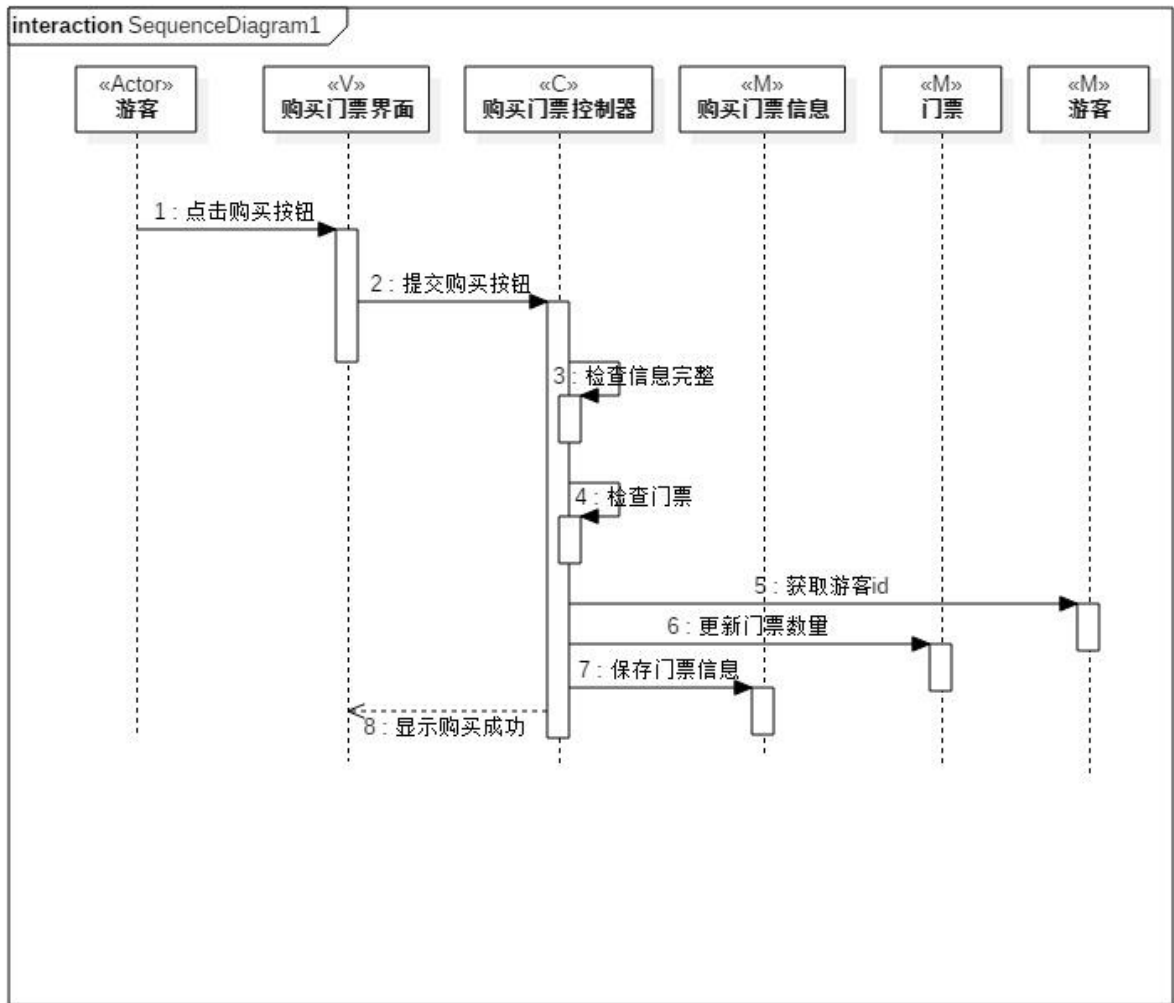 interaction SequenceDiagram1
«Actor»
游客
«V»
购买门票界面
«C»
购买门票控制器
«M»
购买门票信息
«M»
门票
«M»
游客
1 : 点击购买按钮
2 : 提交购买按钮
3 : 检查信息完整
4 : 检查门票
5 : 获取游客id
6 : 更新门票数量
7 : 保存门票信息
8 : 显示购买成功